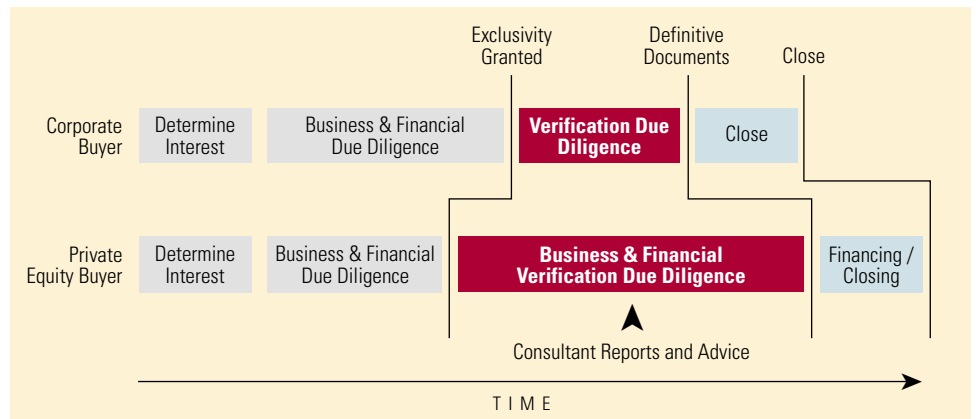 Exclusivity
Granted
Definitive
Documents
Close
Corporate
Buyer
Determine
Interest
Business & Financial
Due Diligence
Verification Due
Diligence
Close
Private
Equity Buyer
Determine
Interest
Business & Financial
Due Diligence
Business & Financial
Verification Due Diligence
Financing /
Closing
Consultant Reports and Advice
TIME